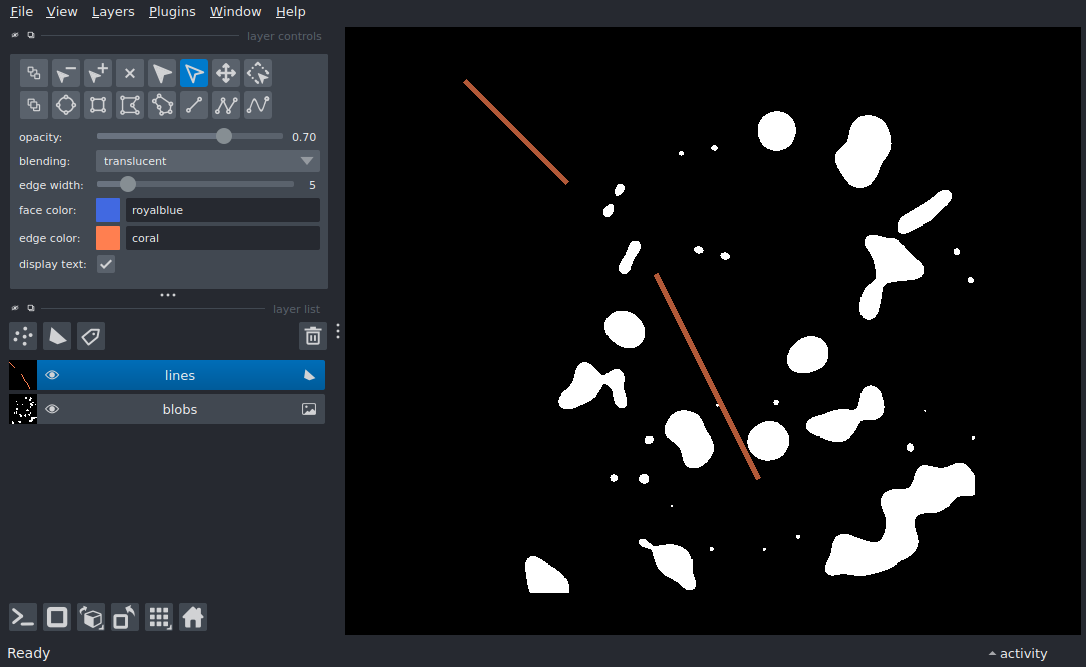 File View Layers Plugins Window Help
layer controls
opacity: 0.70
blending: translucent
edge width: 5
face color: royalblue
edge color: coral
display text:
layer list
lines
blobs
Ready
activity